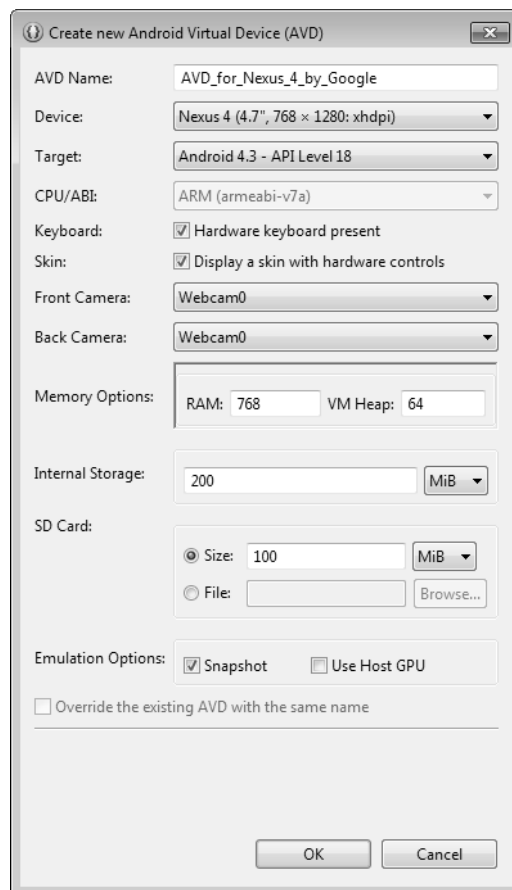 Create new Android Virtual Device (AVD)
AVD Name: AVD_for_Nexus_4_by_Google
Device: Nexus 4 (4.7", 768 × 1280: xhdpi)
Target: Android 4.3 - API Level 18
CPU/ABI: ARM (armeabi-v7a)
Keyboard: Hardware keyboard present
Skin: Display a skin with hardware controls
Front Camera: Webcam0
Back Camera: Webcam0
Memory Options: RAM: 768 VM Heap: 64
Internal Storage: 200 MiB
SD Card:
Size: 100 MiB
File: Browse...
Emulation Options: Snapshot Use Host GPU
Override the existing AVD with the same name
OK Cancel